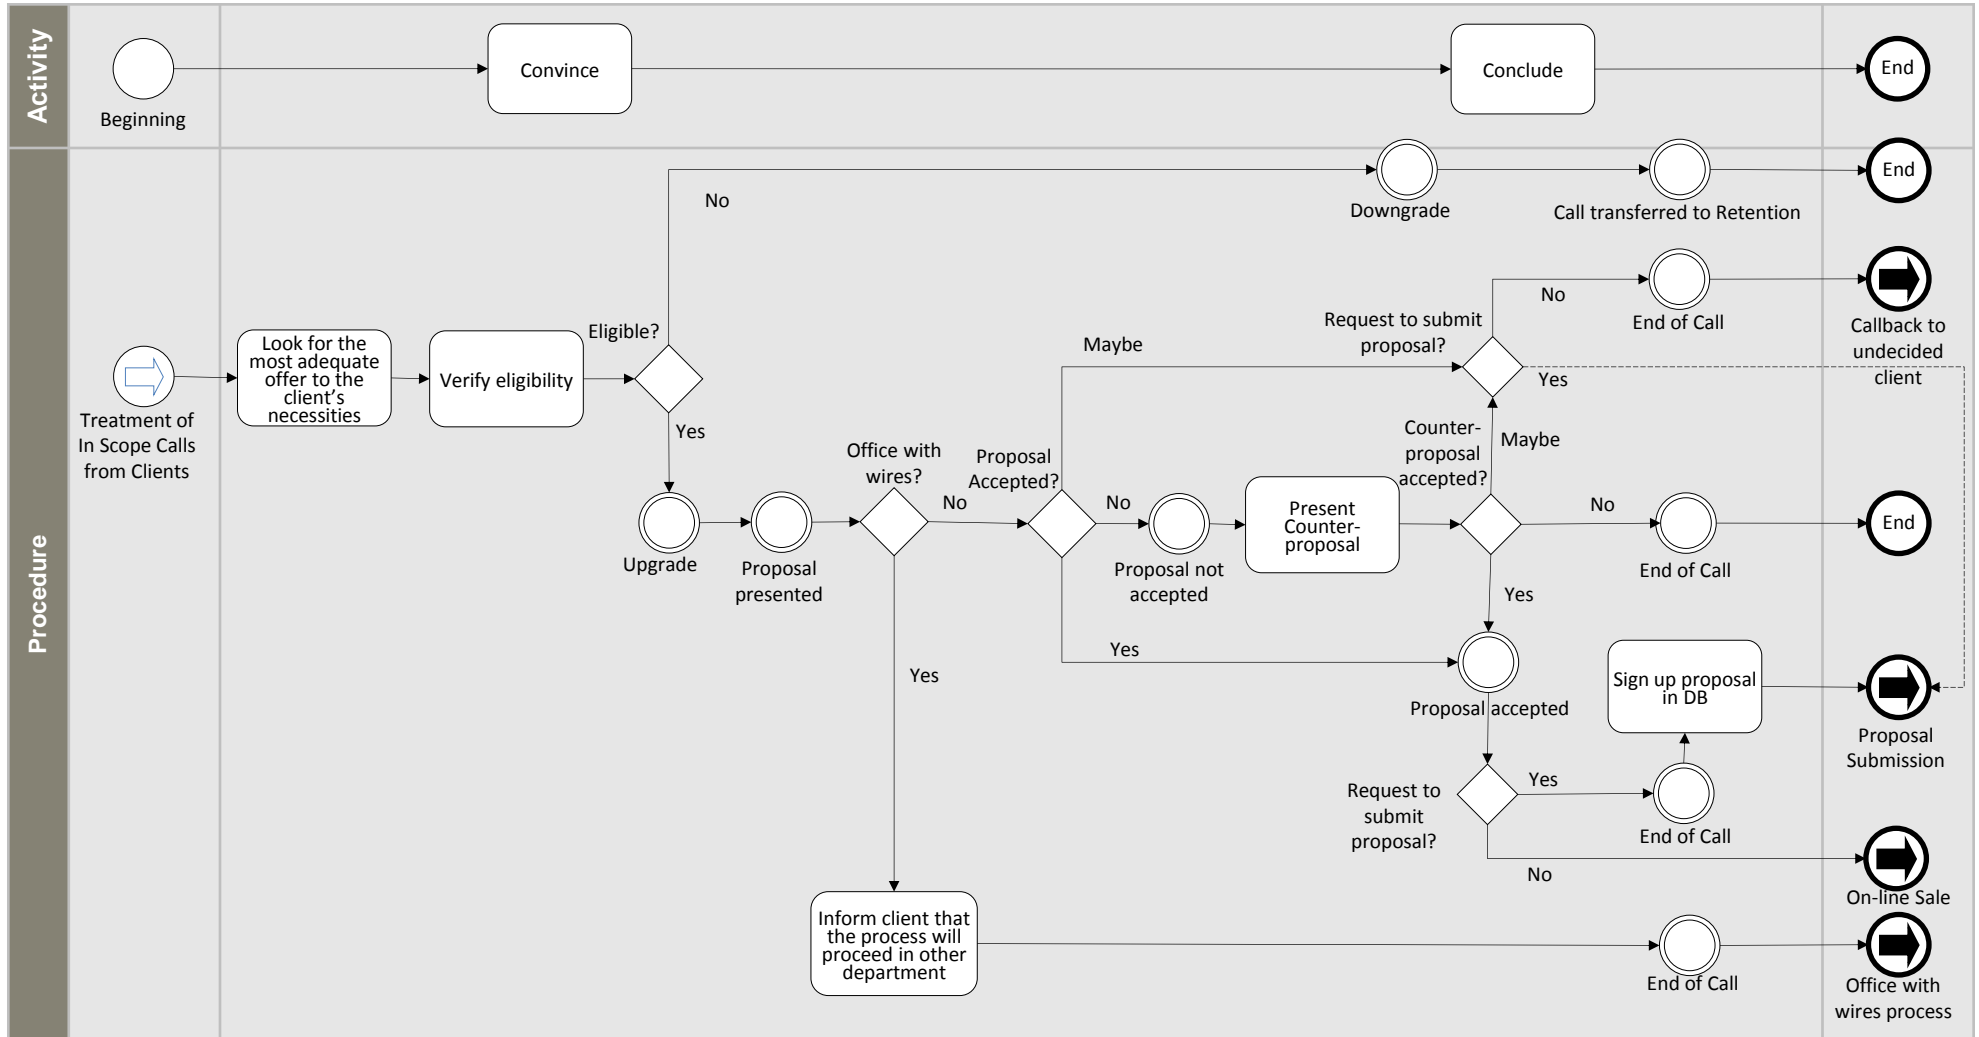 Activity
Beginning
Convince
Conclude
End
Procedure
Treatment of
In Scope Calls
from Clients
Look for the
most adequate
offer to the
client's
necessities
Verify eligibility
Eligible?
No
Downgrade
Call transferred to Retention
End
Yes
Upgrade
Proposal
presented
Office with
wires?
No
Yes
Inform client that
the process will
proceed in other
department
End of Call
Office with
wires process
Proposal
Accepted?
Maybe
No
Yes
Proposal not
accepted
Present
Counter-
proposal
Counter-
proposal
accepted?
Maybe
No
Yes
End of Call
End
Request to submit
proposal?
No
Yes
End of Call
Callback to
undecided
client
Proposal accepted
Request to
submit
proposal?
Yes
No
End of Call
Sign up proposal
in DB
Proposal
Submission
On-line Sale